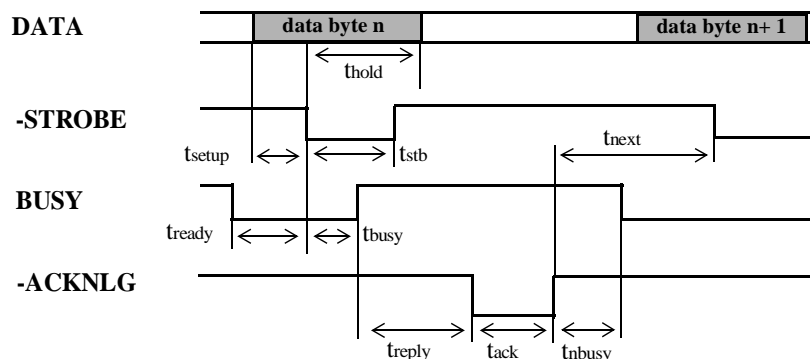 DATA
data byte n
data byte n+ 1
thold
-STROBE
tsetup
tstb
tnext
BUSY
tready
tbusy
-ACKNLG
treply
tack
tnbusy